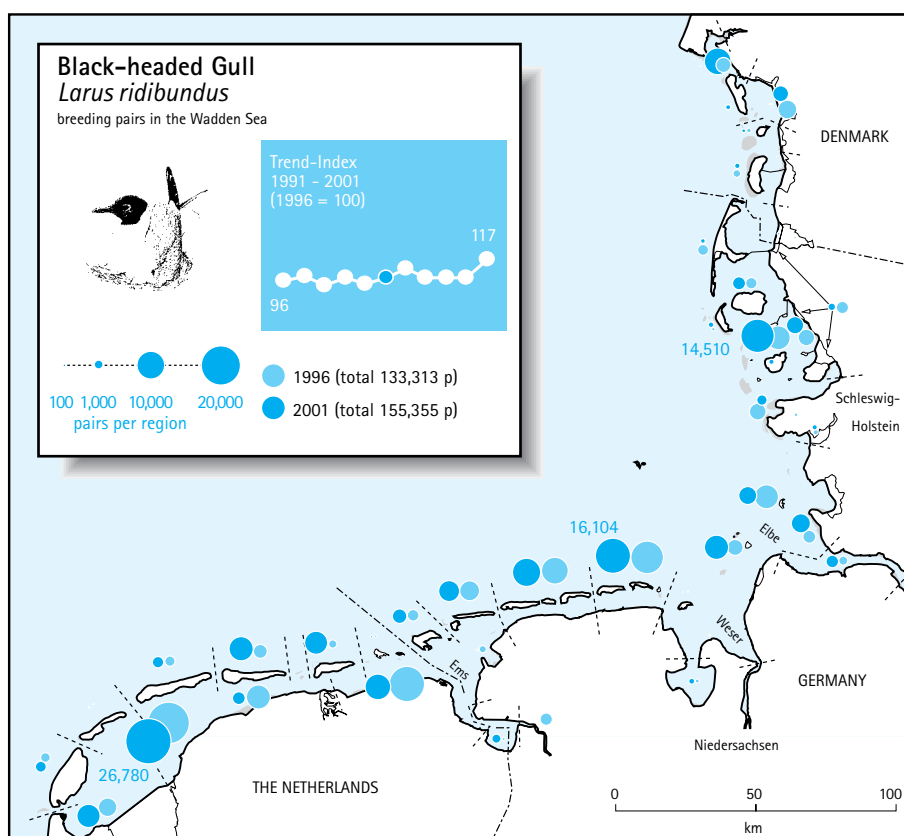 Black-headed Gull
Larus ridibundus
breeding pairs in the Wadden Sea
Trend-Index
1991 - 2001
(1996 = 100)
117
96
100 1,000 10,000 20,000
pairs per region
1996 (total 133,313 p)
2001 (total 155,355 p)
DENMARK
14,510
Schleswig-
Holstein
16,104
Elbe
Weser
Ems
GERMANY
Niedersachsen
26,780
THE NETHERLANDS
0 50 100
km